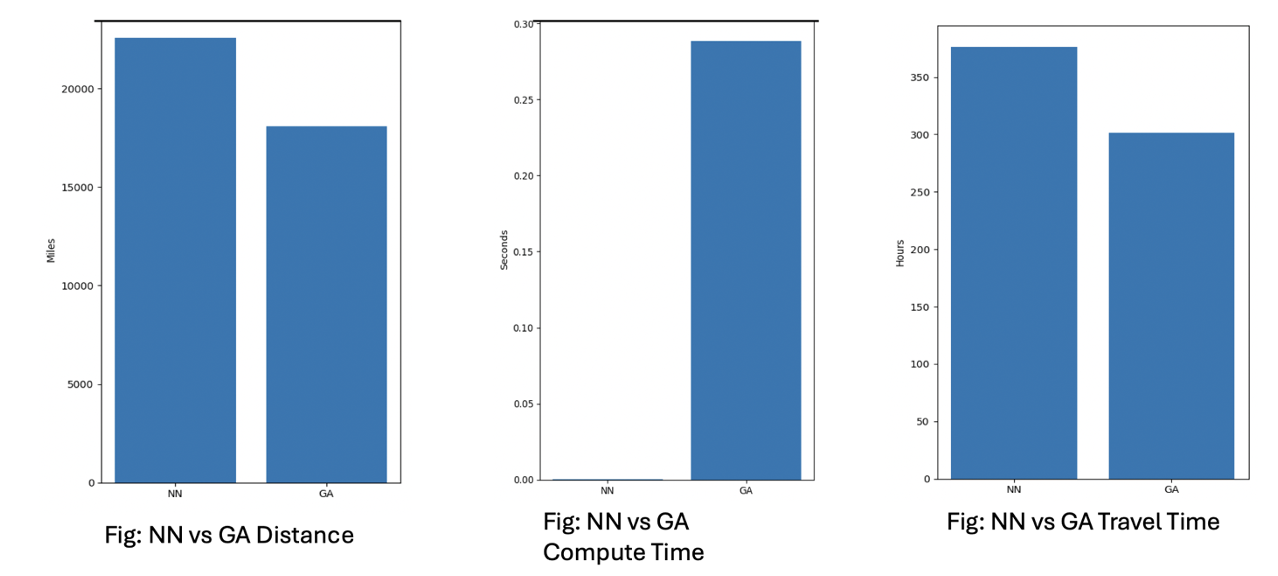 Miles
20000
15000
10000
5000
0
NN
GA
Fig: NN vs GA Distance
Seconds
0.30
0.25
0.20
0.15
0.10
0.05
0.00
NN
GA
Fig: NN vs GA
Compute Time
Hours
350
300
250
200
150
100
50
0
NN
GA
Fig: NN vs GA Travel Time